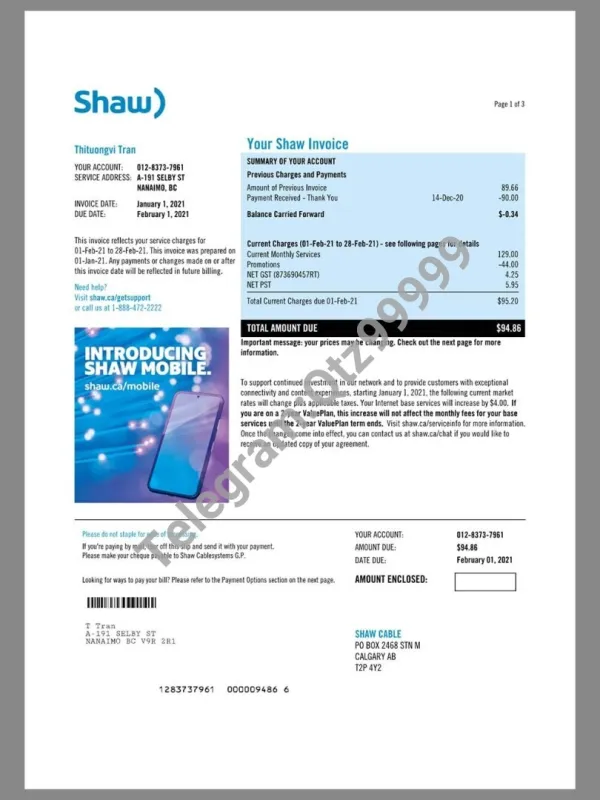 Shaw)
Page 1 of 3
Thituongvi Tran
YOUR ACCOUNT: 012-8373-7961
SERVICE ADDRESS: A-191 SELBY ST
NANAIMO, BC
INVOICE DATE: January 1, 2021
DUE DATE: February 1, 2021
This invoice reflects your service charges for
01-Feb-21 to 28-Feb-21. This invoice was prepared on
01-Jan-21. Any payments or changes made on or after
this invoice date will be reflected in future billing.
Need help?
Visit shaw.ca/getsupport
or call us at 1-888-472-2222
INTRODUCING
SHAW MOBILE.
shaw.ca/mobile
Your Shaw Invoice
SUMMARY OF YOUR ACCOUNT
Previous Charges and Payments
Amount of Previous Invoice 89.66
Payment Received - Thank You 14-Dec-20 -90.00
Balance Carried Forward $-0.34
Current Charges (01-Feb-21 to 28-Feb-21) - see following pages for details
Current Monthly Services 129.00
Promotions -44.00
NET GST (873690457RT) 4.25
NET PST 5.95
Total Current Charges due 01-Feb-21 $95.20
TOTAL AMOUNT DUE $94.86
Important message: your prices may be changing. Check out the next page for more
information.
To support continued investment in our network and to provide customers with exceptional
connectivity and content experiences, starting January 1, 2021, the following current market
rates will change plus applicable taxes. Your Internet base services will increase by $4.00. If
you are on a 2-year ValuePlan, this increase will not affect the monthly fees for your base
services until the 2-year ValuePlan term ends. Visit shaw.ca/serviceinfo for more information.
Once the changes come into effect, you can contact us at shaw.ca/chat if you would like to
receive an updated copy of your agreement.
Telegram:Qtz99999
Please do not staple for ease of processing.
If you're paying by mail, tear off this slip and send it with your payment.
Please make your cheque payable to Shaw Cablesystems G.P.
Looking for ways to pay your bill? Please refer to the Payment Options section on the next page.
YOUR ACCOUNT: 012-8373-7961
AMOUNT DUE: $94.86
DATE DUE: February 01, 2021
AMOUNT ENCLOSED:
T Tran
A-191 SELBY ST
NANAIMO BC V9R 2R1
SHAW CABLE
PO BOX 2468 STN M
CALGARY AB
T2P 4Y2
1283737961 000009486 6